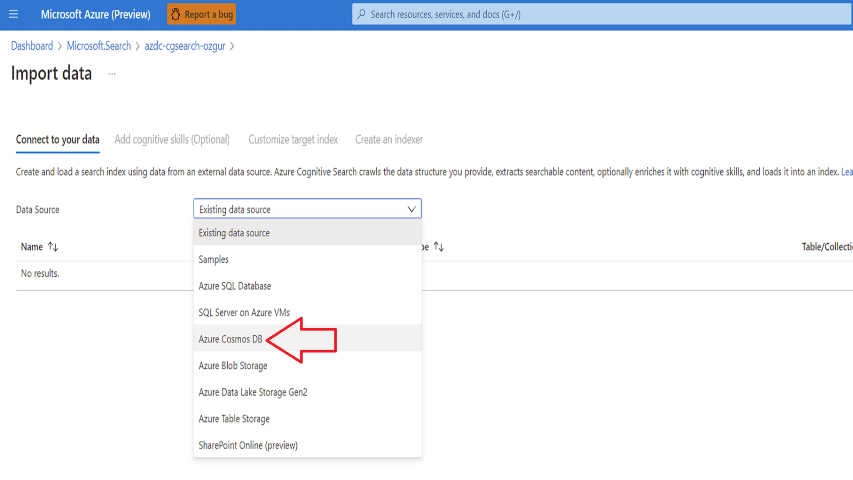 Microsoft Azure (Preview) Report a bug Search resources, services, and docs (G+/)
Dashboard > Microsoft.Search > azdc-cgsearch-ozgur >
Import data ...
Connect to your data Add cognitive skills (Optional) Customize target index Create an indexer
Create and load a search index using data from an external data source. Azure Cognitive Search crawls the data structure you provide, extracts searchable content, optionally enriches it with cognitive skills, and loads it into an index. Lea
Data Source Existing data source
Existing data source
Name ↑↓ pe ↑↓ Table/Collecti
Samples
No results.
Azure SQL Database
SQL Server on Azure VMs
Azure Cosmos DB
Azure Blob Storage
Azure Data Lake Storage Gen2
Azure Table Storage
SharePoint Online (preview)